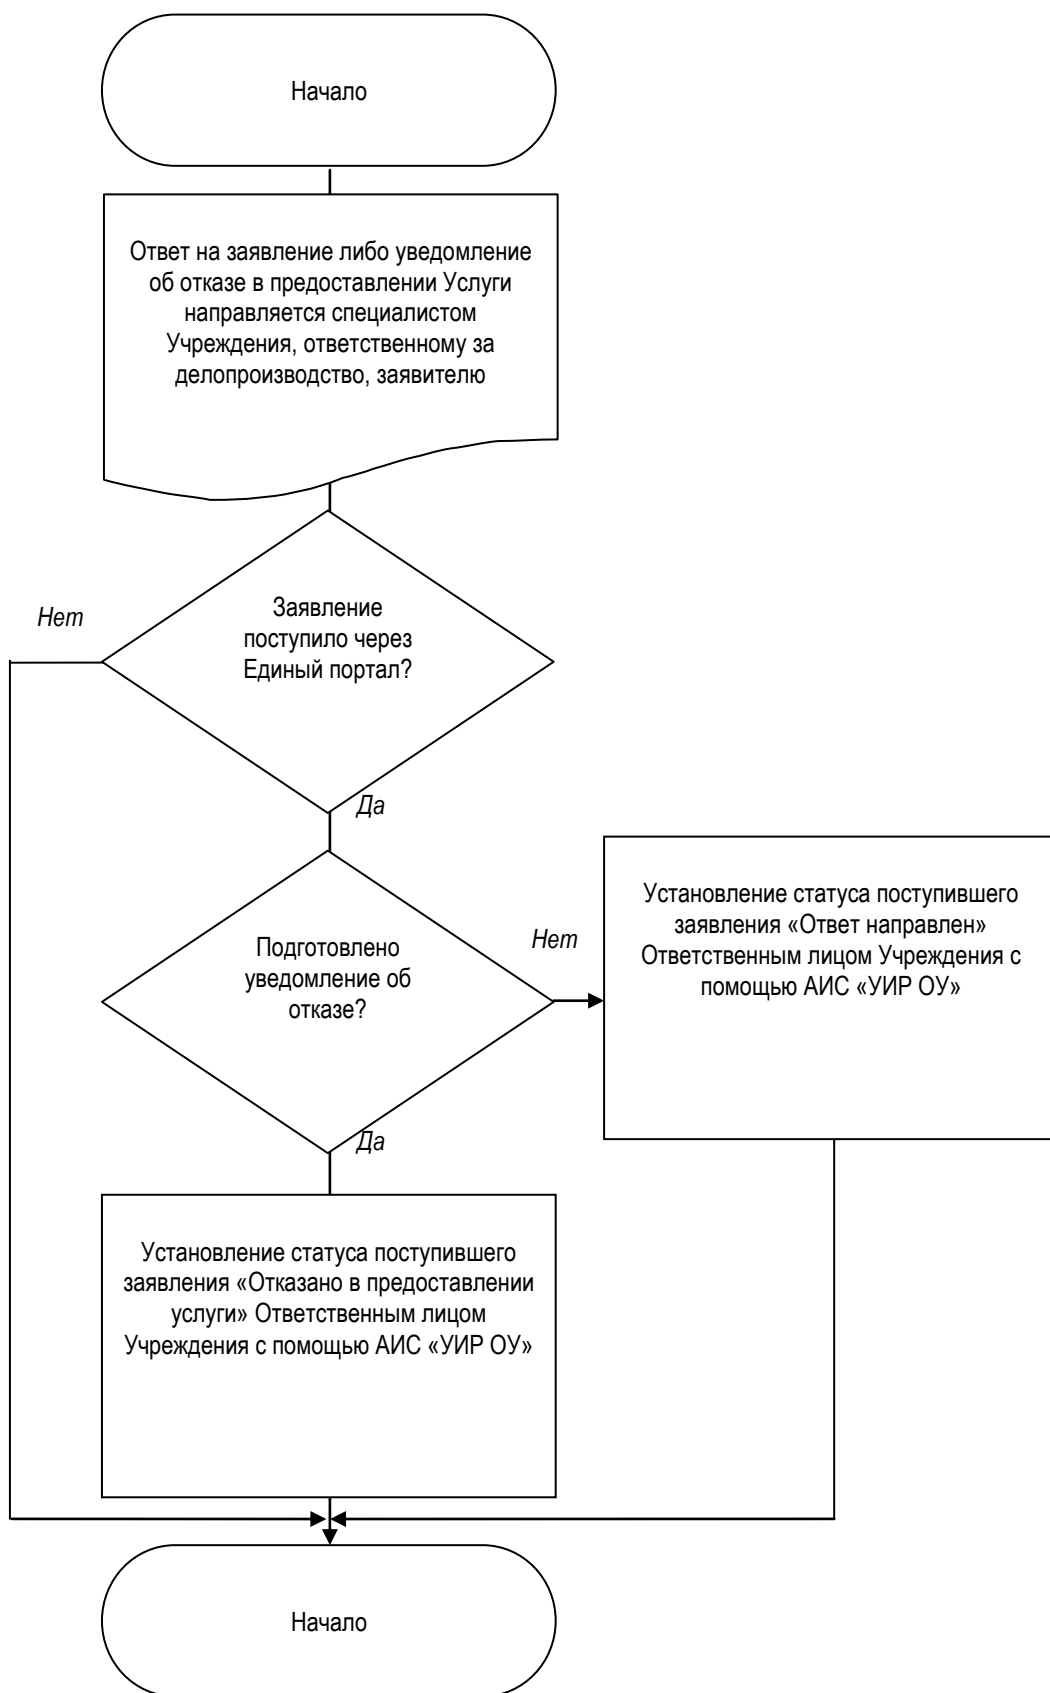 Начало
Ответ на заявление либо уведомление
об отказе в предоставлении Услуги
направляется специалистом
Учреждения, ответственному за
делопроизводство, заявителю
Нет
Заявление
поступило через
Единый портал?
Да
Подготовлено
уведомление об
отказе?
Нет
Установление статуса поступившего
заявления «Ответ направлен»
Ответственным лицом Учреждения с
помощью АИС «УИР ОУ»
Да
Установление статуса поступившего
заявления «Отказано в предоставлении
услуги» Ответственным лицом
Учреждения с помощью АИС «УИР ОУ»
Начало